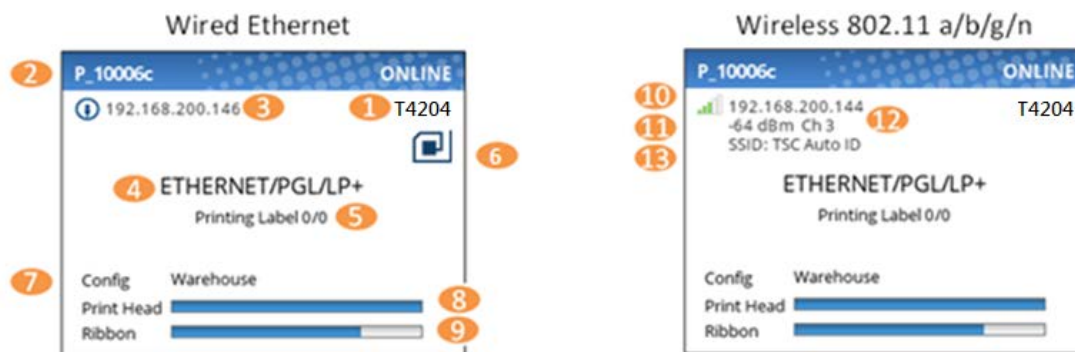 Wired Ethernet
2 P_10006c ONLINE
192.168.200.146 3 1 T4204
6
4 ETHERNET/PGL/LP+
Printing Label 0/0 5
7 Config Warehouse
Print Head 8
Ribbon 9
Wireless 802.11 a/b/g/n
P_10006c ONLINE
10 192.168.200.144 T4204
11 -64 dBm Ch 3 12
13 SSID: TSC Auto ID
ETHERNET/PGL/LP+
Printing Label 0/0
Config Warehouse
Print Head
Ribbon